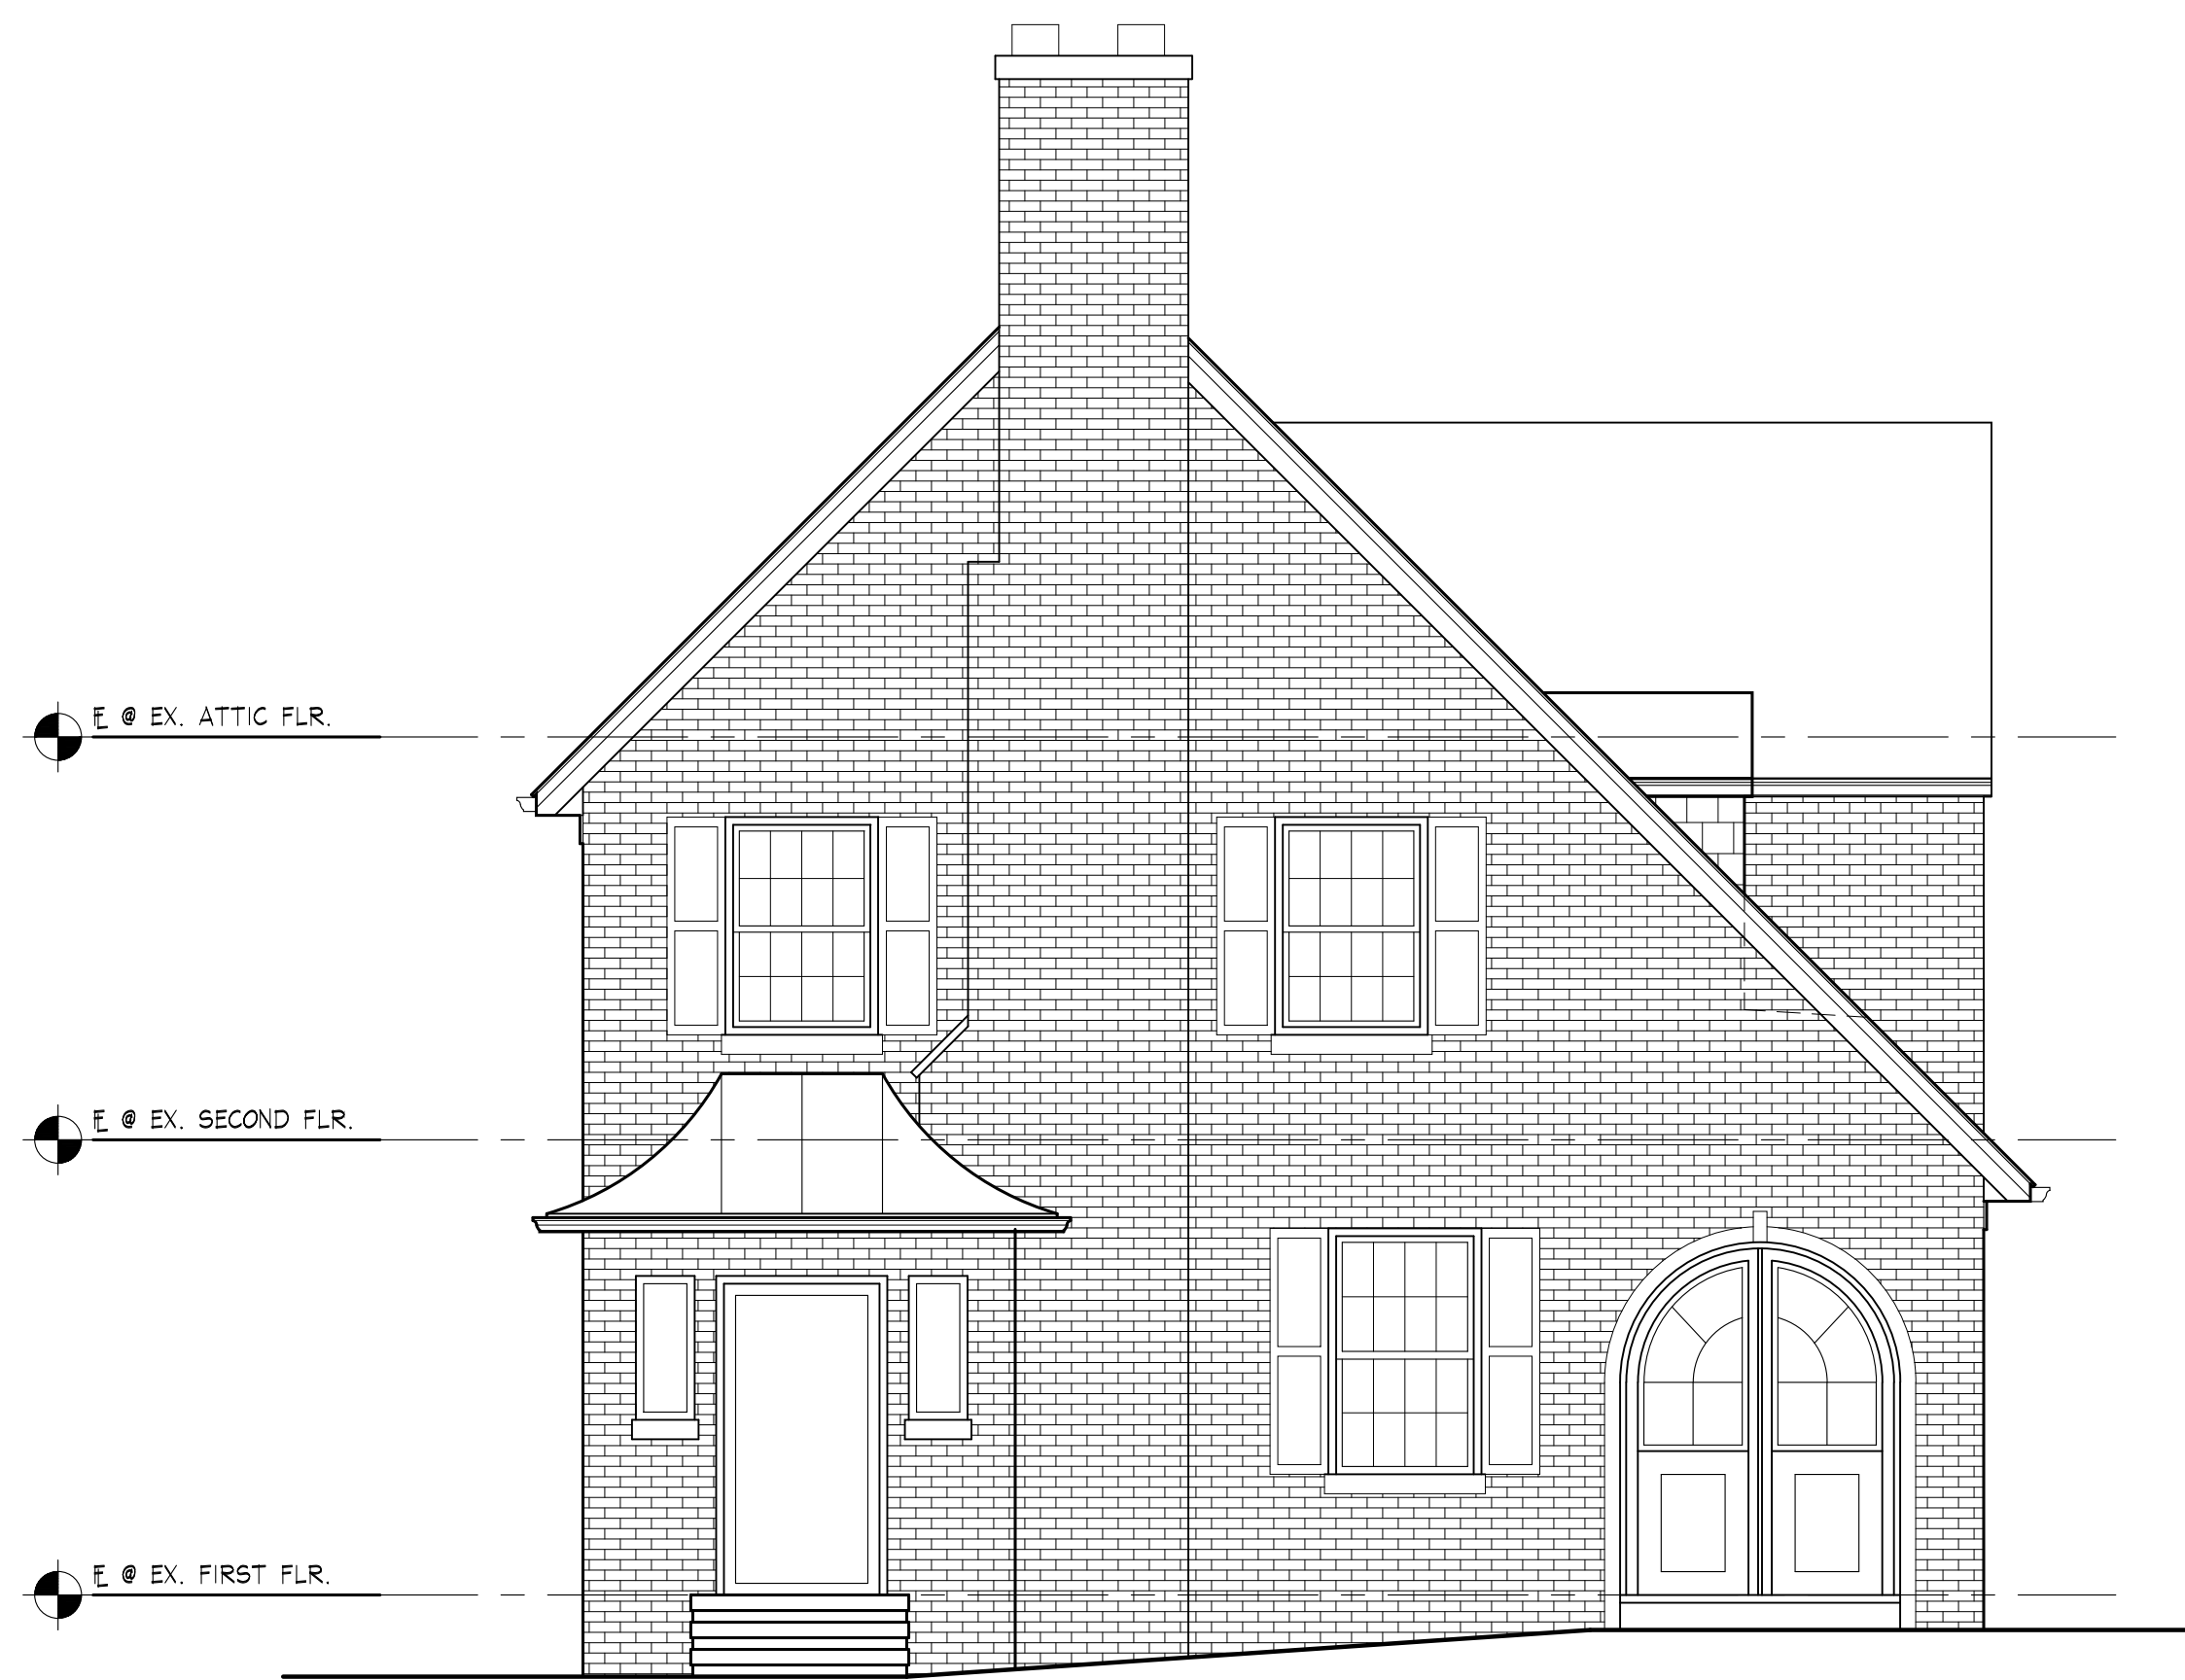 @ EX. ATTIC FLR.
@ EX. SECOND FLR.
@ EX. FIRST FLR.